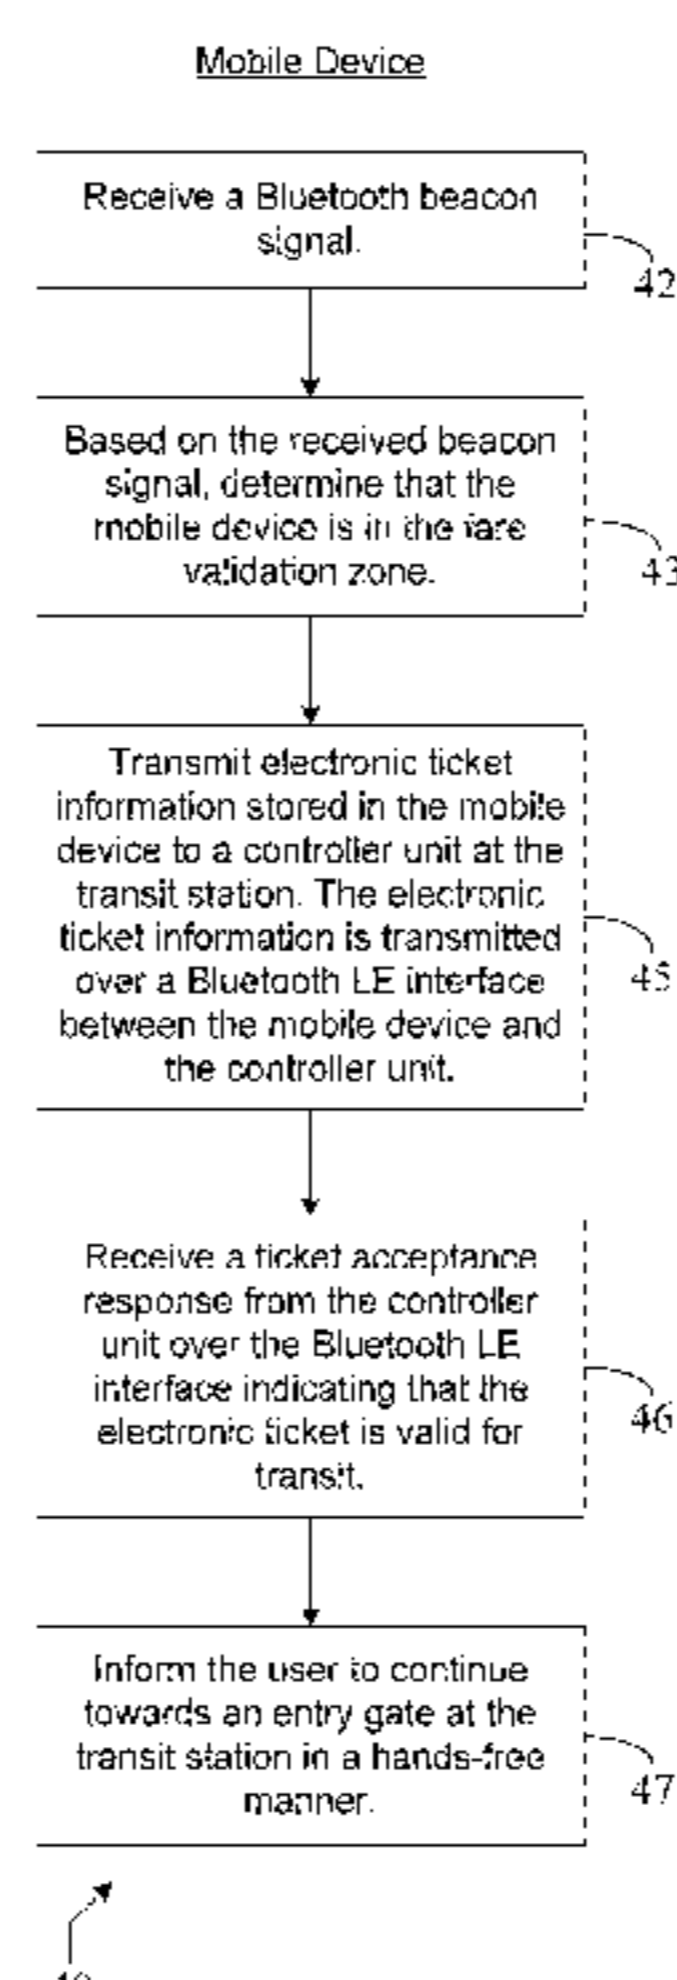 Mobile Device
Receive a Bluetooth beacon
signal.
42
Based on the received beacon
signal, determine that the
mobile device is in the fare
validation zone.
43
Transmit electronic ticket
information stored in the mobile
device to a controller unit at the
transit station. The electronic
ticket information is transmitted
over a Bluetooth LE interface
between the mobile device and
the controller unit.
45
Receive a ticket acceptance
response from the controller
unit over the Bluetooth LE
interface indicating that the
electronic ticket is valid for
transit.
46
Inform the user to continue
towards an entry gate at the
transit station in a hands-free
manner.
47